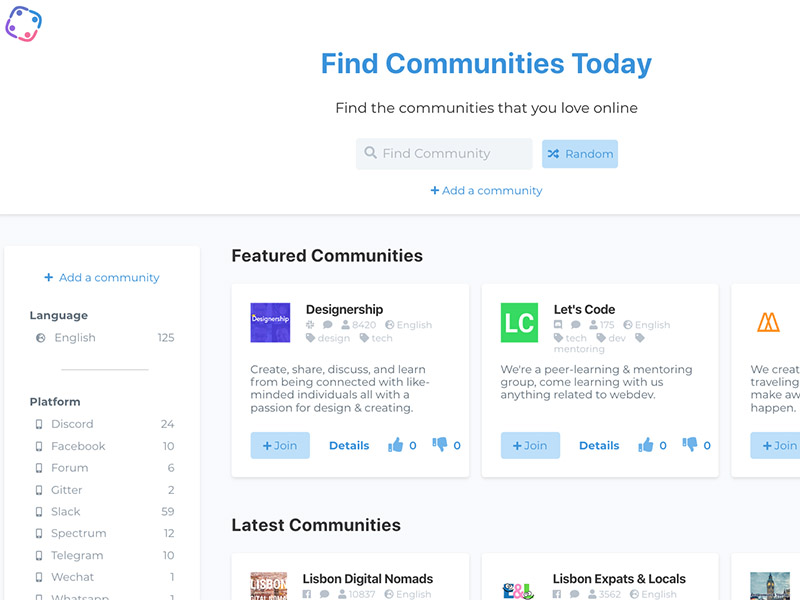 Find Communities Today
Find the communities that you love online
Find Community
Random
+ Add a community
+ Add a community
Language
English 125
Platform
Discord 24
Facebook 10
Forum 6
Gitter 2
Slack 59
Spectrum 12
Telegram 10
Wechat 1
Whatsapp 1
Featured Communities
Designership
Designership
8420 English
design tech
Create, share, discuss, and learn
from being connected with like-
minded individuals all with a
passion for design & creating.
+ Join Details 0 0
LC
Let's Code
175 English
tech dev
mentoring
We're a peer-learning & mentoring
group, come learning with us
anything related to webdev.
+ Join Details 0 0
We creat
traveling
make aw
happen.
+ Join
Latest Communities
LISBON
DIGITAL NOMADS
Lisbon Digital Nomads
10837 English
E&L
Lisbon Expats & Locals
3562 English